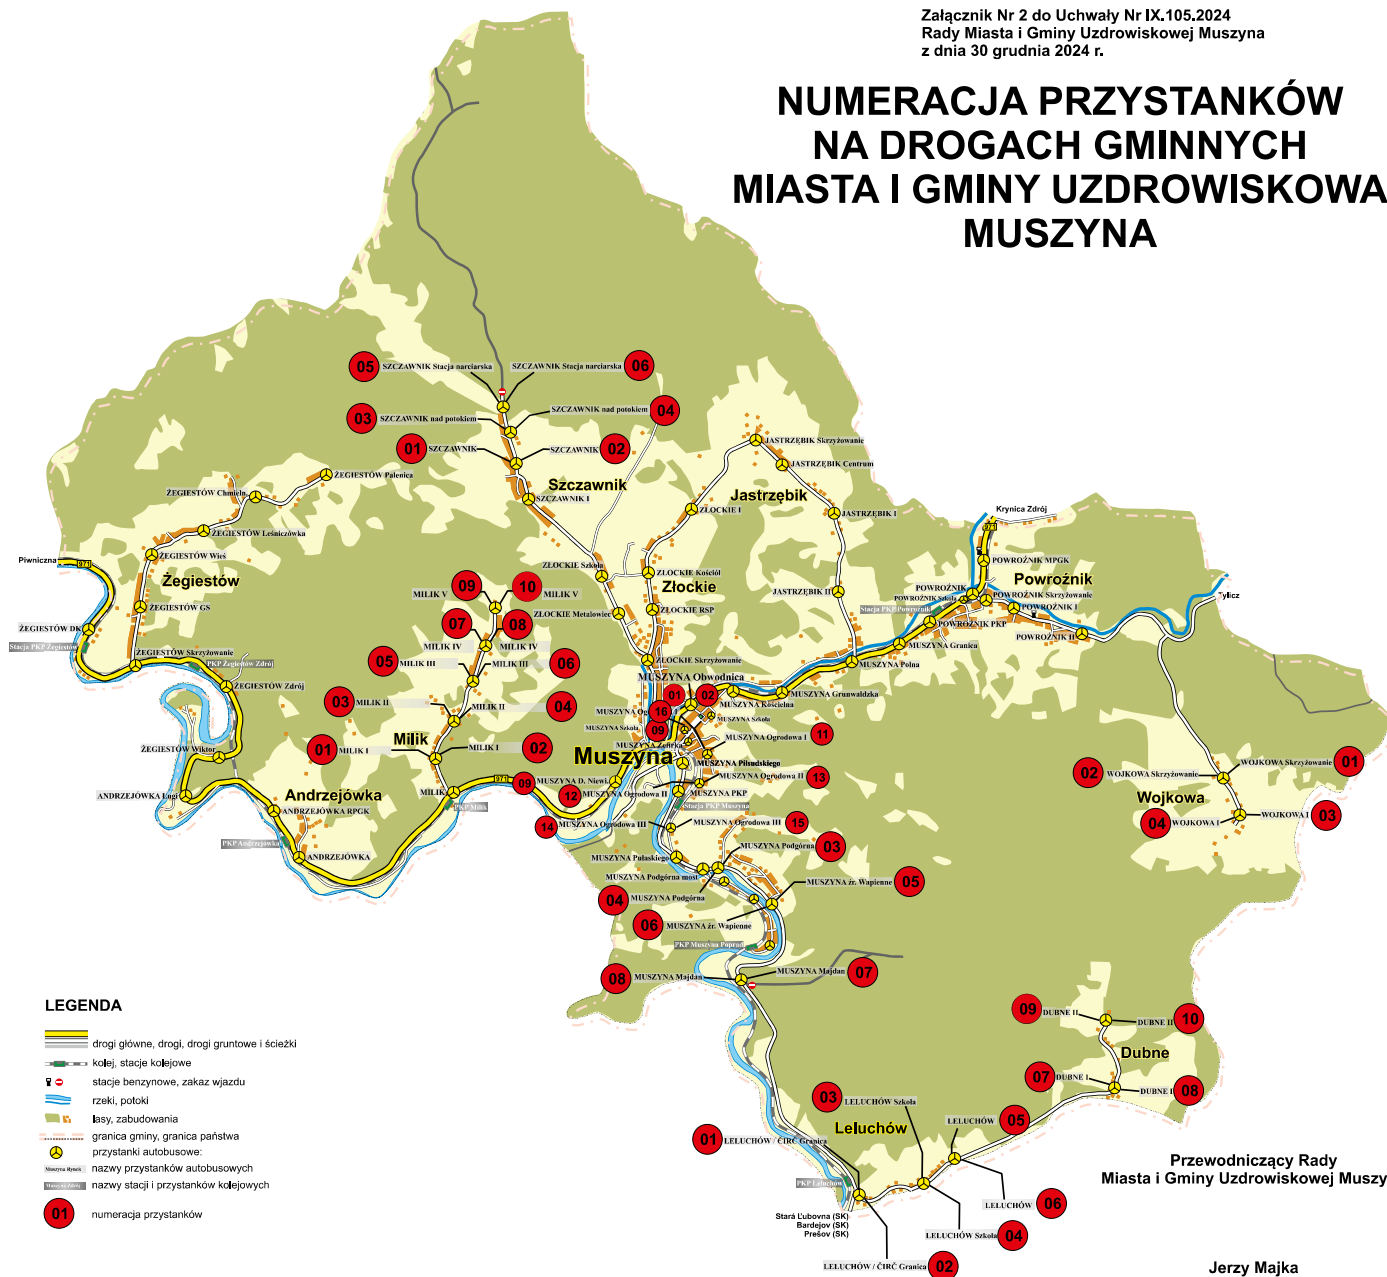 Załącznik Nr 2 do Uchwały Nr IX.105.2024
Rady Miasta i Gminy Uzdrowiskowej Muszyna
z dnia 30 grudnia 2024 r.
NUMERACJA PRZYSTANKÓW
NA DROGACH GMINNYCH
MIASTA I GMINY UZDROWISKOWA
MUSZYNA
05 SZCZAWNIK Stacja narciarska
SZCZAWNIK Stacja narciarska 06
03 SZCZAWNIK nad potokiem
SZCZAWNIK nad potokiem 04
01 SZCZAWNIK
SZCZAWNIK 02
Szczawnik
SZCZAWNIK I
JASTRZĘBIK Skrzyżowanie
JASTRZĘBIK Centrum
Jastrzębik
JASTRZĘBIK I
JASTRZĘBIK II
ZŁOCKIE I
ZŁOCKIE Szkoła
ZŁOCKIE Kościół
Złockie
ZŁOCKIE Metalowiec
ZŁOCKIE RSP
ZŁOCKIE Skrzyżowanie
ŻEGIESTÓW Palenica
ŻEGIESTÓW Chmiele
ŻEGIESTÓW Leśniczówka
ŻEGIESTÓW Wieś
Żegiestów
ŻEGIESTÓW GS
Piwniczna
971
ŻEGIESTÓW DK
Stacja PKP Żegiestów
ŻEGIESTÓW Skrzyżowanie
PKP Żegiestów Zdrój
ŻEGIESTÓW Zdrój
ŻEGIESTÓW Wiktor
ANDRZEJÓWKA Ługi
Andrzejówka
ANDRZEJÓWKA RPGK
PKP Andrzejówka
ANDRZEJÓWKA
09 MILIK V
10 MILIK V
07 MILIK IV
08 MILIK IV
05 MILIK III
MILIK III 06
03 MILIK II
MILIK II 04
01 MILIK I
MILIK I 02
Milik
MILIK
PKP Milik
971
Krynica Zdrój
971
POWROŹNIK MPGK
Powroźnik
POWROŹNIK
POWROŹNIK Szkoła
POWROŹNIK Skrzyżowanie
Stacja PKP Powroźnik
POWROŹNIK I
POWROŹNIK PKP
POWROŹNIK II
Tylicz
MUSZYNA Granica
MUSZYNA Polna
MUSZYNA Grunwaldzka
MUSZYNA Obwodnica
01
02
MUSZYNA Kościelna
16
MUSZYNA Szkoła
MUSZYNA Szkoła 09
MUSZYNA Zefirka
MUSZYNA Ogrodowa I 11
Muszyna
MUSZYNA Piłsudskiego
09 MUSZYNA D. Niewi.
MUSZYNA Ogrodowa II 13
12 MUSZYNA Ogrodowa II
MUSZYNA PKP
Stacja PKP Muszyna
14 MUSZYNA Ogrodowa III
MUSZYNA Ogrodowa III 15
MUSZYNA Podgórna 03
MUSZYNA Pułaskiego
MUSZYNA Podgórna most
MUSZYNA źr. Wapienne 05
04 MUSZYNA Podgórna
06 MUSZYNA źr. Wapienne
PKP Muszyna Poprad
08 MUSZYNA Majdan
MUSZYNA Majdan 07
WOJKOWA Skrzyżowanie 01
02 WOJKOWA Skrzyżowanie
Wojkowa
04 WOJKOWA I
WOJKOWA I 03
09 DUBNE II
DUBNE II 10
Dubne
07 DUBNE I
DUBNE I 08
03 LELUCHÓW Szkoła
LELUCHÓW 05
Leluchów
01 LELUCHÓW / ČIRČ Granica
PKP Leluchów
LELUCHÓW 06
Stará Ľubovna (SK)
Bardejov (SK)
Prešov (SK)
LELUCHÓW Szkoła 04
LELUCHÓW / ČIRČ Granica 02
LEGENDA
drogi główne, drogi, drogi gruntowe i ścieżki
kolej, stacje kolejowe
stacje benzynowe, zakaz wjazdu
rzeki, potoki
lasy, zabudowania
granica gminy, granica państwa
przystanki autobusowe:
Muszyna Rynek nazwy przystanków autobusowych
Muszyna Zdrój nazwy stacji i przystanków kolejowych
01 numeracja przystanków
Przewodniczący Rady
Miasta i Gminy Uzdrowiskowej Muszy
Jerzy Majka